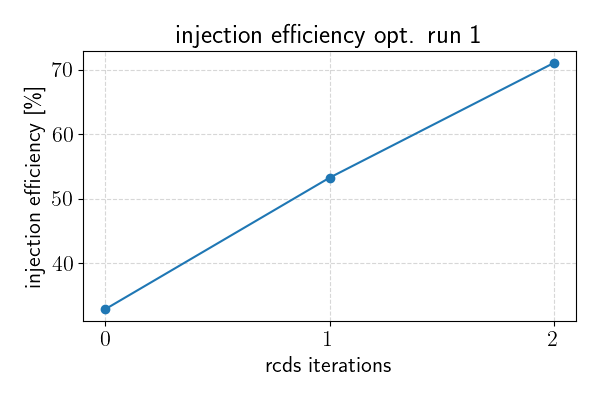 injection efficiency opt. run 1
injection efficiency [%]
70
60
50
40
0 1 2
rcds iterations